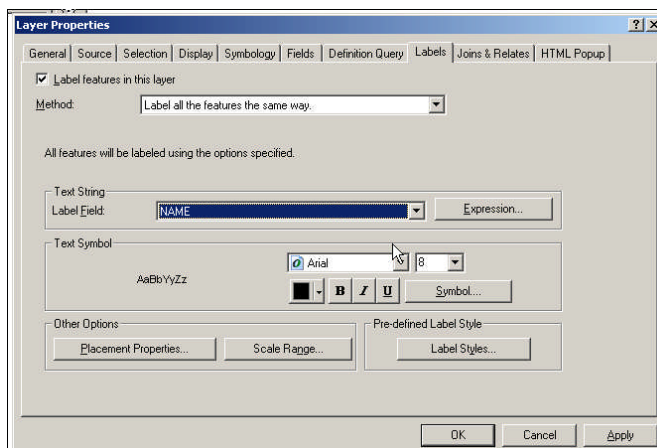 Layer Properties
General Source Selection Display Symbology Fields Definition Query Labels Joins & Relates HTML Popup
Label features in this layer
Method: Label all the features the same way.
All features will be labeled using the options specified.
Text String
Label Field: NAME Expression...
Text Symbol
AaBbYyZz Arial 8
B I U Symbol...
Other Options Pre-defined Label Style
Placement Properties... Scale Range... Label Styles...
OK Cancel Apply